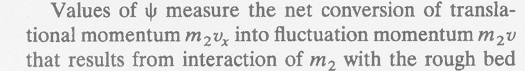 Values of ψ measure the net conversion of transla-
tional momentum m₂vₓ into fluctuation momentum m₂v
that results from interaction of m₂ with the rough bed